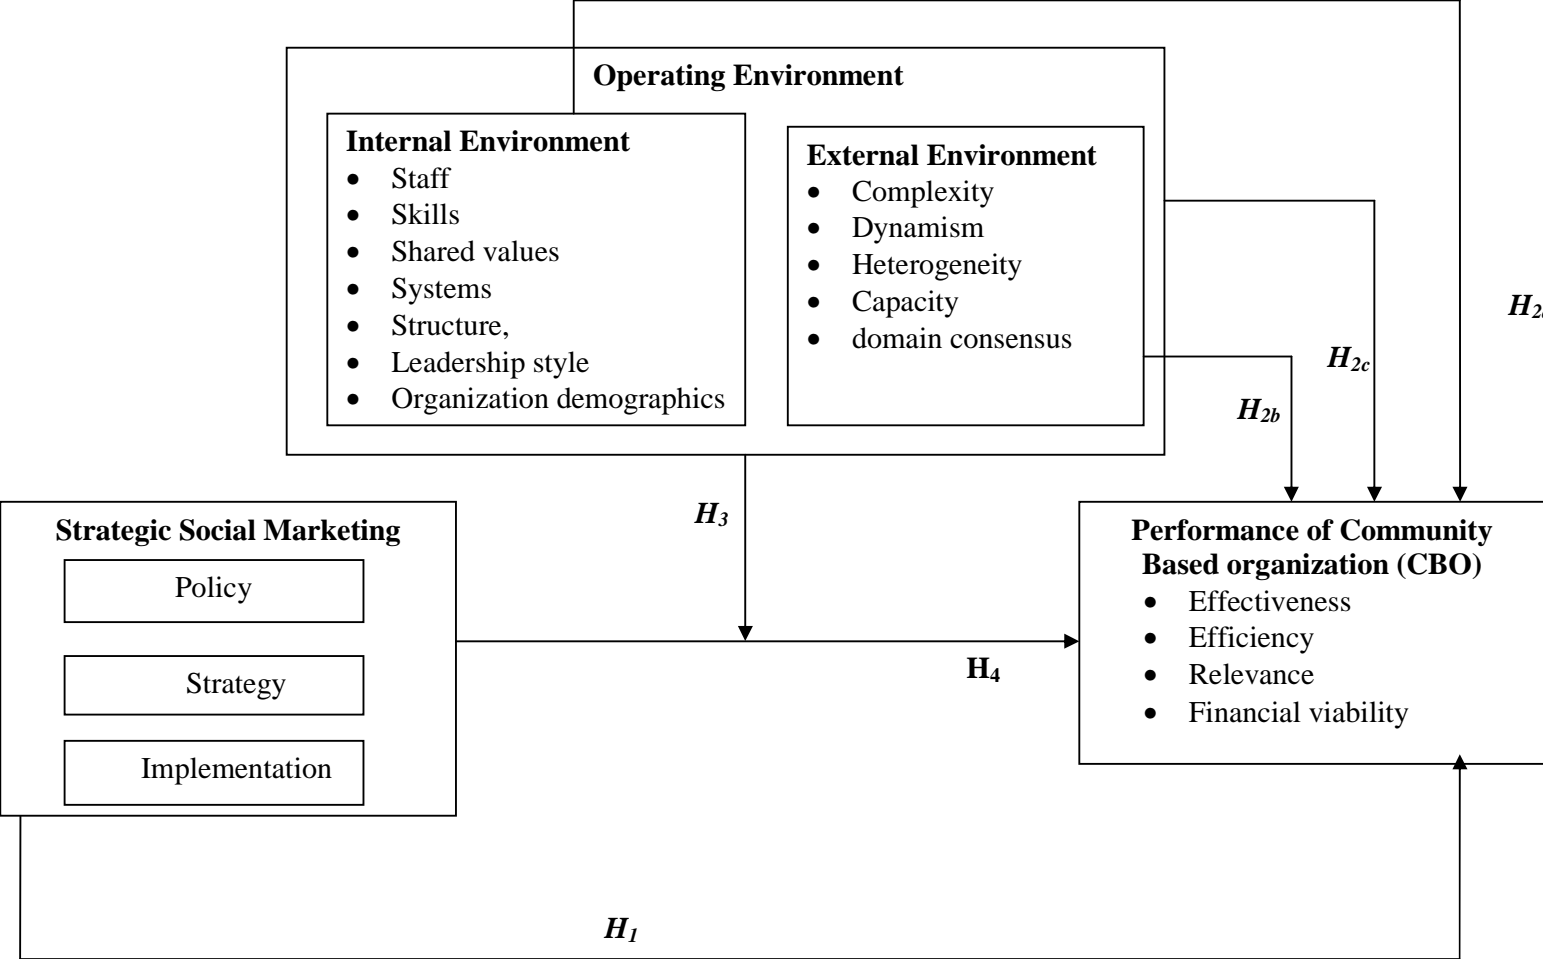 Operating Environment
Internal Environment
• Staff
• Skills
• Shared values
• Systems
• Structure,
• Leadership style
• Organization demographics
External Environment
• Complexity
• Dynamism
• Heterogeneity
• Capacity
• domain consensus
H2c
H2b
H3
Strategic Social Marketing
Policy
Strategy
Implementation
H4
Performance of Community
Based organization (CBO)
• Effectiveness
• Efficiency
• Relevance
• Financial viability
H1